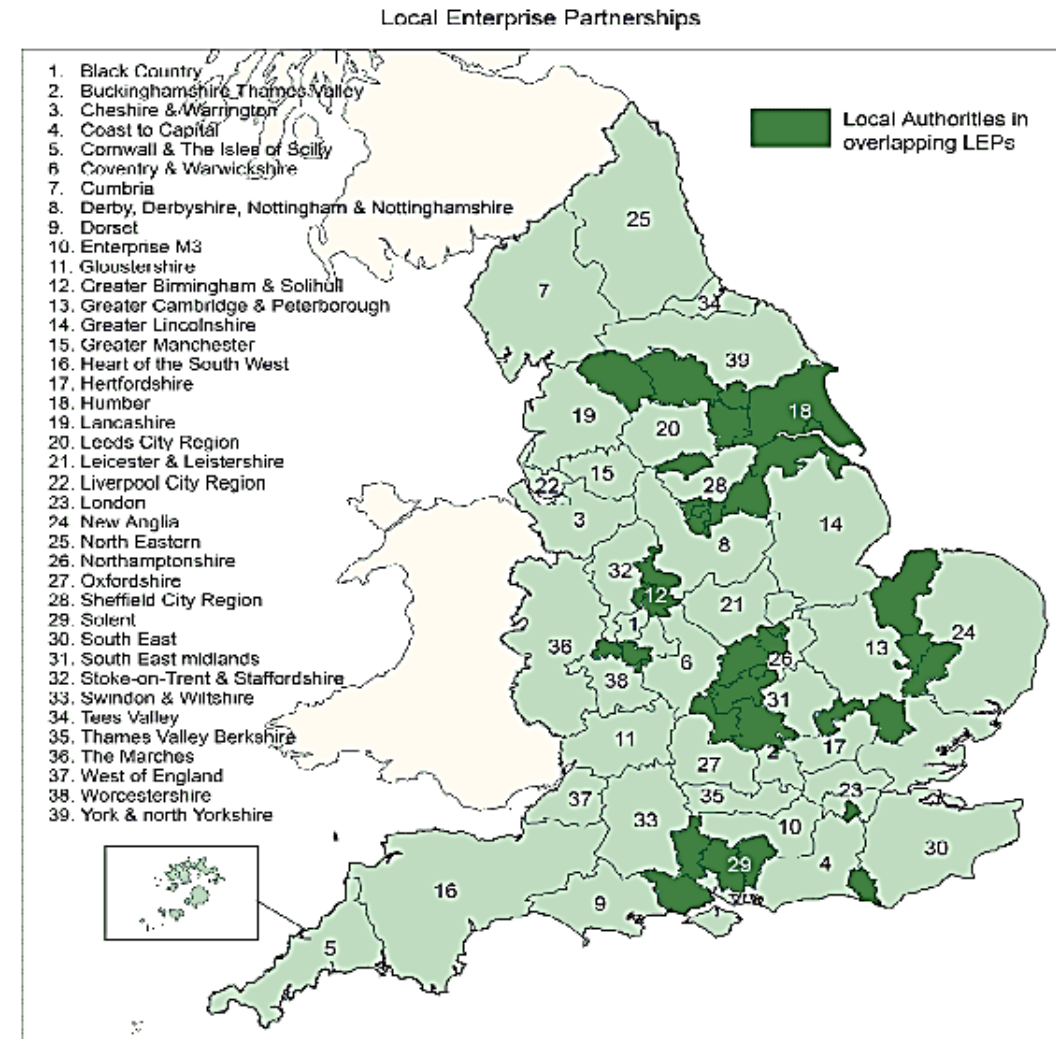 Local Enterprise Partnerships
1. Black Country
2. Buckinghamshire Thames Valley
3. Cheshire & Warrington
4. Coast to Capital
5. Cornwall & The Isles of Scilly
6 Coventry & Warwickshire
7. Cumbria
8. Derby, Derbyshire, Nottingham & Nottinghamshire
9. Dorset
10. Enterprise M3
11. Gloustershire
12. Greater Birmingham & Solihull
13. Greater Cambridge & Peterborough
14. Greater Lincolnshire
15. Greater Manchester
16. Heart of the South West
17. Hertfordshire
18. Humber
19. Lancashire
20. Leeds City Region
21. Leicester & Leistershire
22. Liverpool City Region
23. London
24. New Anglia
25. North Eastern
26. Northamptonshire
27. Oxfordshire
28. Sheffield City Region
29. Solent
30. South East
31. South East midlands
32. Stoke-on-Trent & Staffordshire
33. Swindon & Wiltshire
34. Tees Valley
35. Thames Valley Berkshire
36. The Marches
37. West of England
38. Worcestershire
39. York & north Yorkshire
Local Authorities in
overlapping LEPs
25
7
34
39
18
19
20
15
22
28
3
14
8
32
12
21
1
24
36
13
26
6
38
31
11
17
2
27
23
35
37
33
10
30
29
4
16
9
5